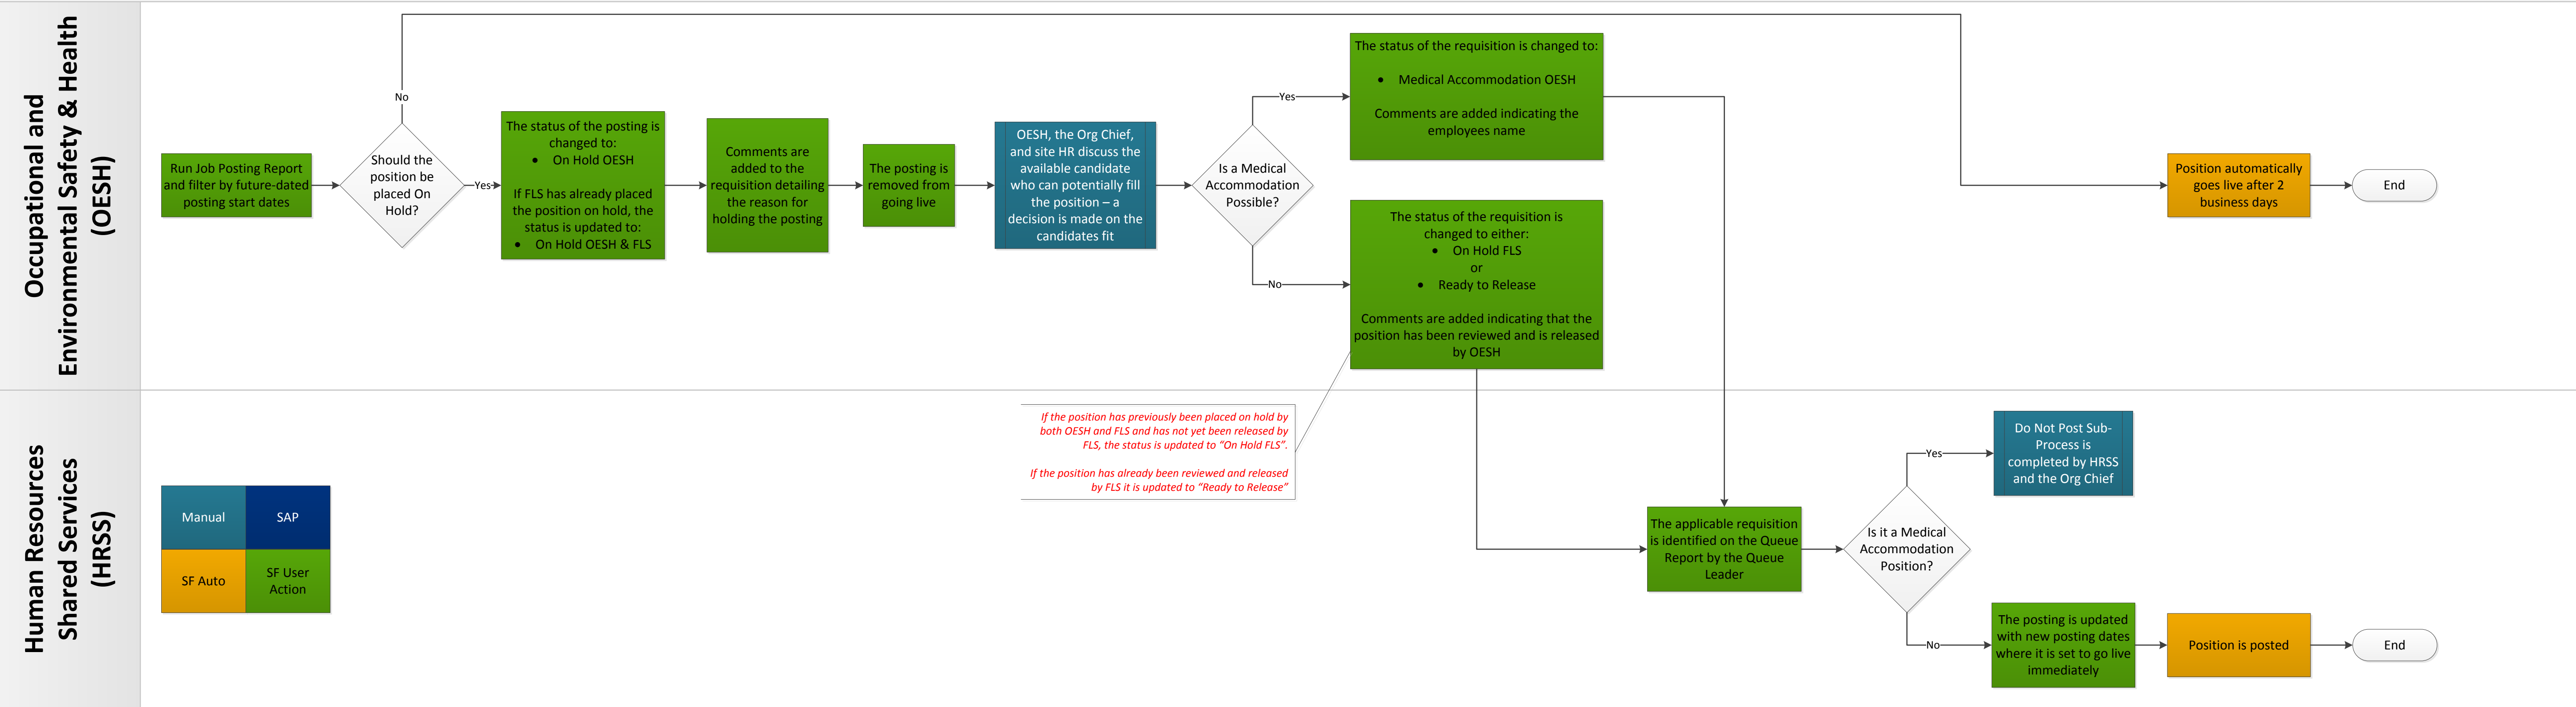 Occupational and
Environmental Safety & Health
(OESH)
Run Job Posting Report
and filter by future-dated
posting start dates
Should the
position be
placed On
Hold?
No
Yes
The status of the posting is
changed to:
• On Hold OESH
If FLS has already placed
the position on hold, the
status is updated to:
• On Hold OESH & FLS
Comments are
added to the
requisition detailing
the reason for
holding the posting
The posting is
removed from
going live
OESH, the Org Chief,
and site HR discuss the
available candidate
who can potentially fill
the position – a
decision is made on the
candidates fit
Is a Medical
Accommodation
Possible?
Yes
No
The status of the requisition is changed to:
• Medical Accommodation OESH
Comments are added indicating the
employees name
The status of the requisition is
changed to either:
• On Hold FLS
or
• Ready to Release
Comments are added indicating that the
position has been reviewed and is released
by OESH
Position automatically
goes live after 2
business days
End
Human Resources
Shared Services
(HRSS)
Manual
SAP
SF Auto
SF User
Action
If the position has previously been placed on hold by
both OESH and FLS and has not yet been released by
FLS, the status is updated to “On Hold FLS”.
If the position has already been reviewed and released
by FLS it is updated to “Ready to Release”
The applicable requisition
is identified on the Queue
Report by the Queue
Leader
Is it a Medical
Accommodation
Position?
Yes
No
Do Not Post Sub-
Process is
completed by HRSS
and the Org Chief
The posting is updated
with new posting dates
where it is set to go live
immediately
Position is posted
End